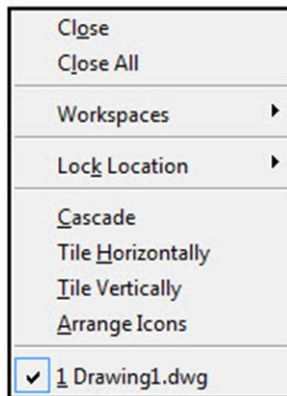 Close
Close All
Workspaces
Lock Location
Cascade
Tile Horizontally
Tile Vertically
Arrange Icons
1 Drawing1.dwg